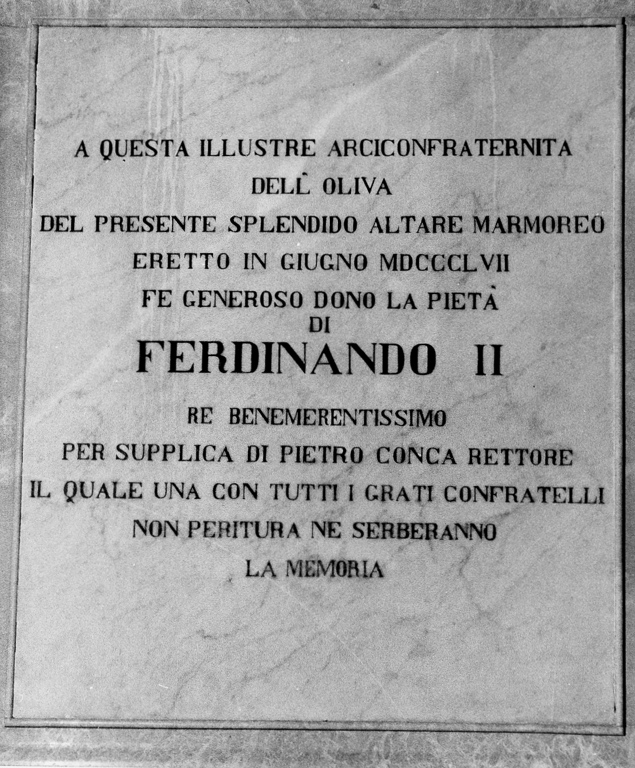 A QUESTA ILLUSTRE ARCICONFRATERNITA
DELL' OLIVA
DEL PRESENTE SPLENDIDO ALTARE MARMOREO
ERETTO IN GIUGNO MDCCCLVII
FE GENEROSO DONO LA PIETÀ
DI
FERDINANDO II
RE BENEMERENTISSIMO
PER SUPPLICA DI PIETRO CONCA RETTORE
IL QUALE UNA CON TUTTI I GRATI CONFRATELLI
NON PERITURA NE SERBERANNO
LA MEMORIA